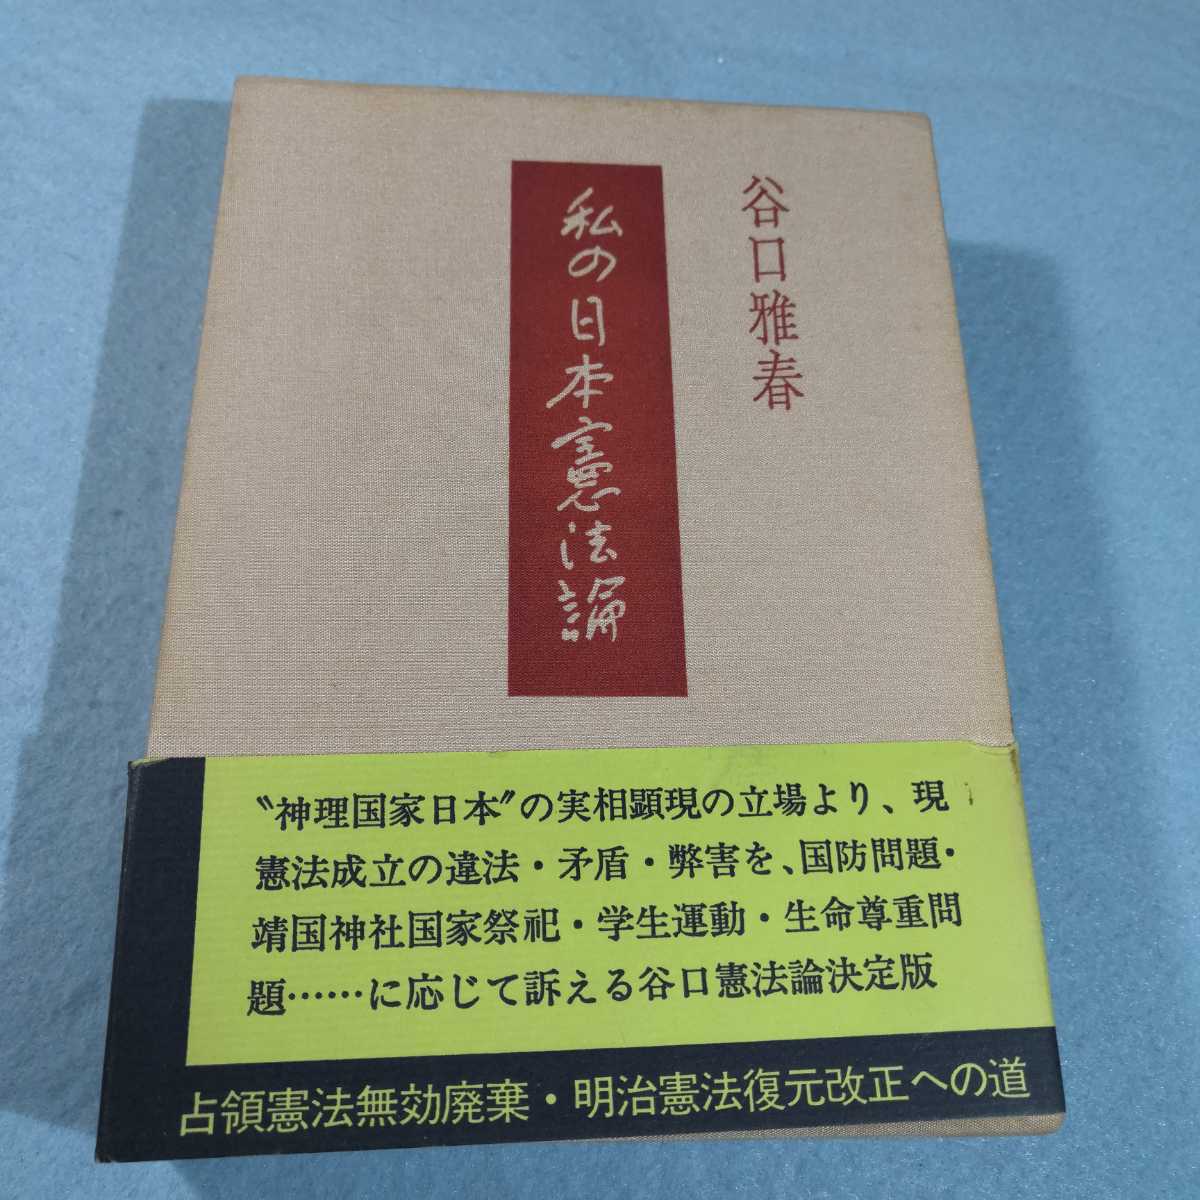 谷口雅春
私の日本憲法論
〝神理国家日本〟の実相顕現の立場より、現
憲法成立の違法・矛盾・弊害を、国防問題・
靖国神社国家祭祀・学生運動・生命尊重問
題……に応じて訴える谷口憲法論決定版
占領憲法無効廃棄・明治憲法復元改正への道